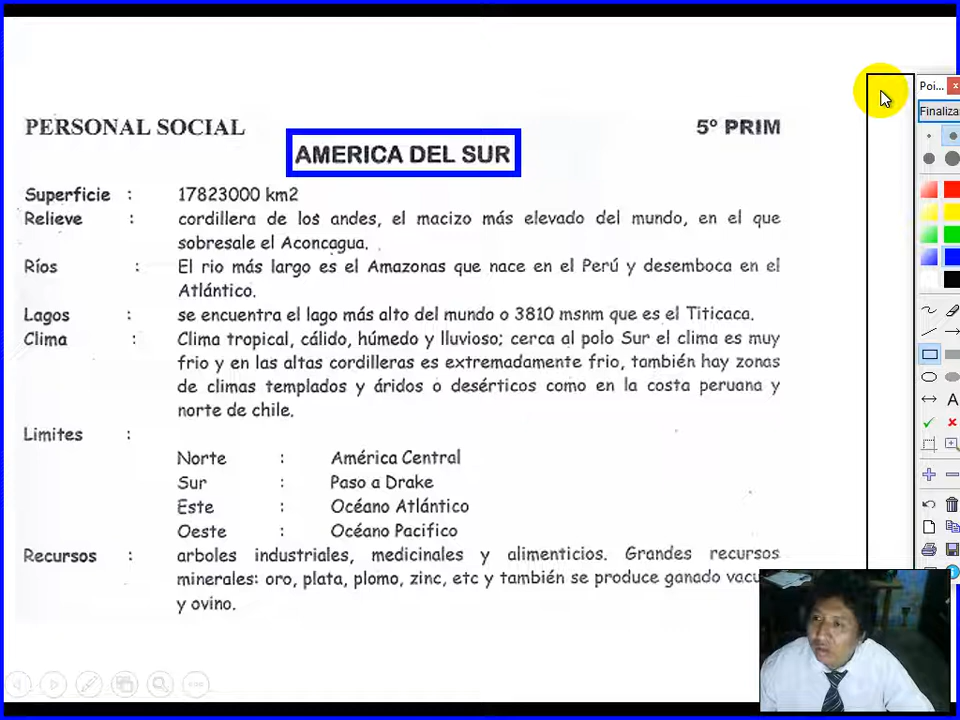 PERSONAL SOCIAL
5° PRIM
AMERICA DEL SUR
Superficie : 17823000 km2
Relieve : cordillera de los andes, el macizo más elevado del mundo, en el que
sobresale el Aconcagua.
Ríos : El rio más largo es el Amazonas que nace en el Perú y desemboca en el
Atlántico.
Lagos : se encuentra el lago más alto del mundo o 3810 msnm que es el Titicaca.
Clima : Clima tropical, cálido, húmedo y lluvioso; cerca al polo Sur el clima es muy
frio y en las altas cordilleras es extremadamente frio, también hay zonas
de climas templados y áridos o desérticos como en la costa peruana y
norte de chile.
Limites :
Norte : América Central
Sur : Paso a Drake
Este : Océano Atlántico
Oeste : Océano Pacifico
Recursos : arboles industriales, medicinales y alimenticios. Grandes recursos
minerales: oro, plata, plomo, zinc, etc y también se produce ganado
y ovino.
Poi...
Finaliza
A